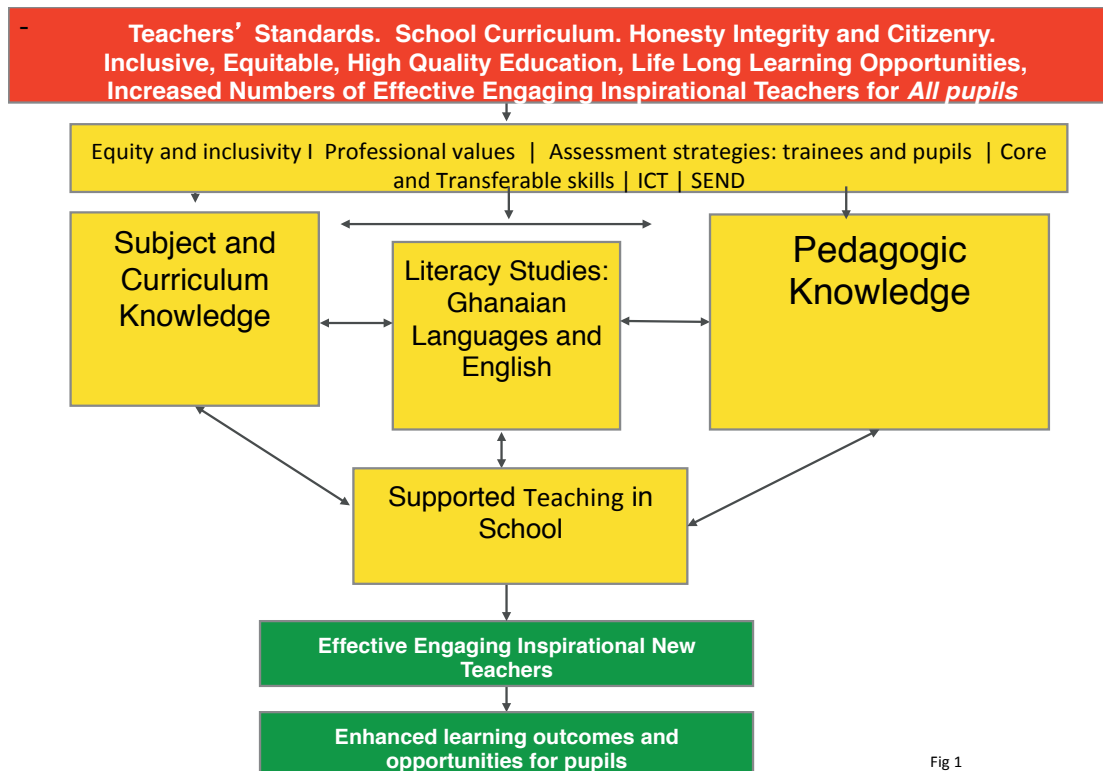 -
Teachers’ Standards. School Curriculum. Honesty Integrity and Citizenry.
Inclusive, Equitable, High Quality Education, Life Long Learning Opportunities,
Increased Numbers of Effective Engaging Inspirational Teachers for All pupils
Equity and inclusivity I Professional values | Assessment strategies: trainees and pupils | Core
and Transferable skills | ICT | SEND
Subject and
Curriculum
Knowledge
Literacy Studies:
Ghanaian
Languages and
English
Pedagogic
Knowledge
Supported Teaching in
School
Effective Engaging Inspirational New
Teachers
Enhanced learning outcomes and
opportunities for pupils
Fig 1